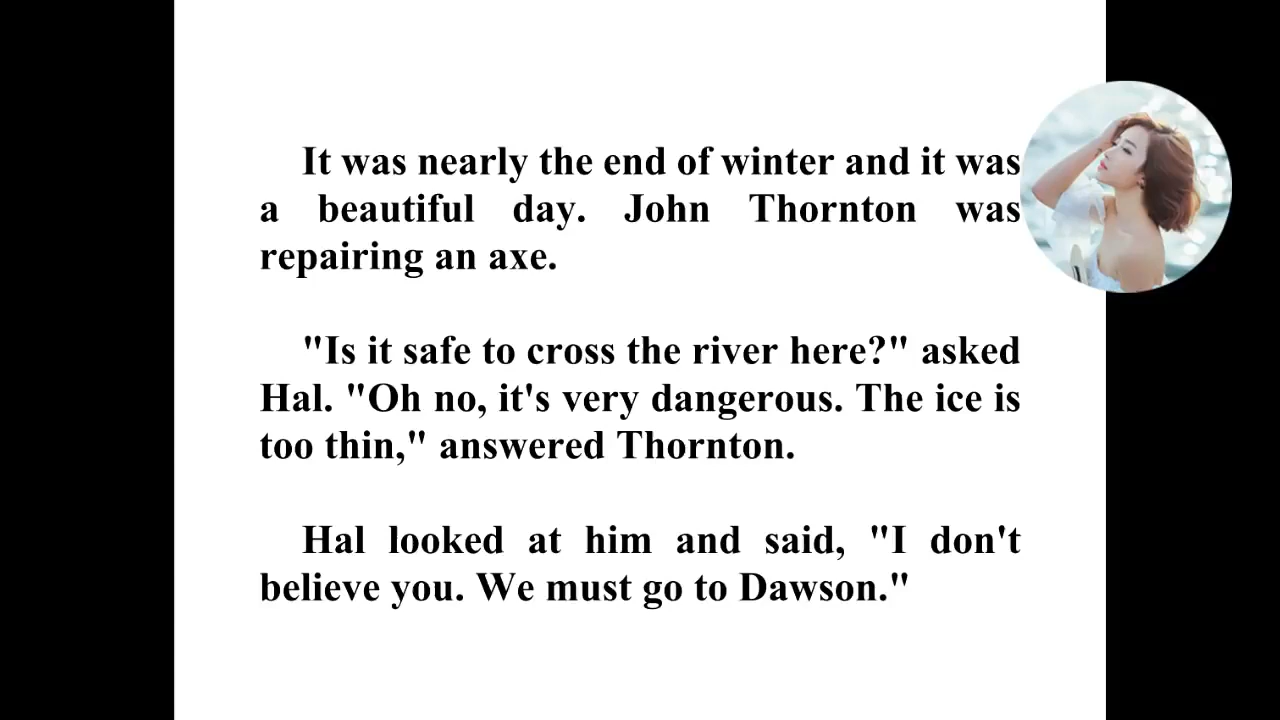 It was nearly the end of winter and it was
a beautiful day. John Thornton was
repairing an axe.
"Is it safe to cross the river here?" asked
Hal. "Oh no, it's very dangerous. The ice is
too thin," answered Thornton.
Hal looked at him and said, "I don't
believe you. We must go to Dawson."